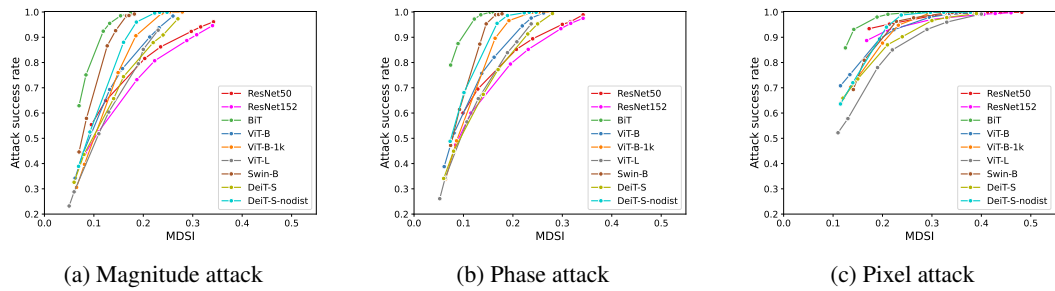 Attack success rate
1.0
0.9
0.8
0.7
0.6
0.5
0.4
0.3
0.2
0.0 0.1 0.2 0.3 0.4 0.5
MDSI
ResNet50
ResNet152
BiT
ViT-B
ViT-B-1k
ViT-L
Swin-B
DeiT-S
DeiT-S-nodist
(a) Magnitude attack
Attack success rate
1.0
0.9
0.8
0.7
0.6
0.5
0.4
0.3
0.2
0.0 0.1 0.2 0.3 0.4 0.5
MDSI
ResNet50
ResNet152
BiT
ViT-B
ViT-B-1k
ViT-L
Swin-B
DeiT-S
DeiT-S-nodist
(b) Phase attack
Attack success rate
1.0
0.9
0.8
0.7
0.6
0.5
0.4
0.3
0.2
0.0 0.1 0.2 0.3 0.4 0.5
MDSI
ResNet50
ResNet152
BiT
ViT-B
ViT-B-1k
ViT-L
Swin-B
DeiT-S
DeiT-S-nodist
(c) Pixel attack